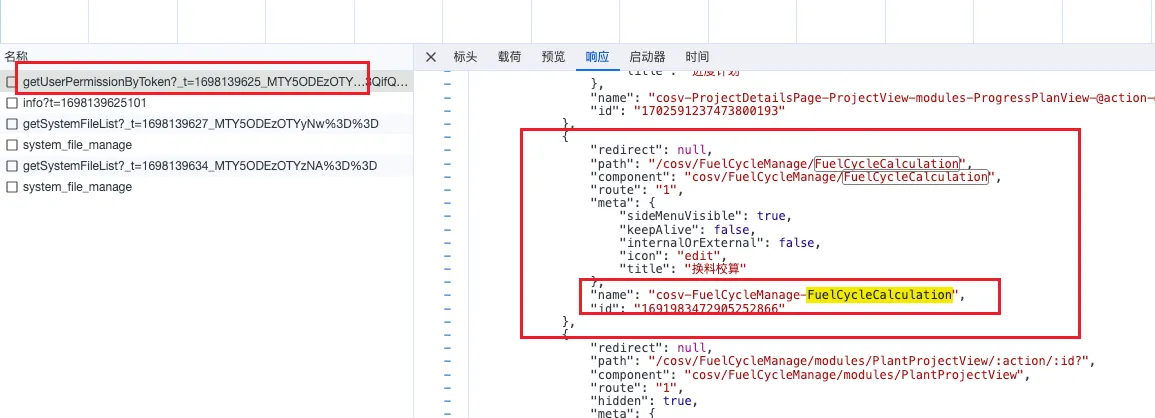 名称
getUserPermissionByToken?_t=1698139625_MTY5ODEzOTY…3QifQ…
info?t=1698139625101
getSystemFileList?_t=1698139627_MTY5ODEzOTYyNw%3D%3D
system_file_manage
getSystemFileList?_t=1698139634_MTY5ODEzOTYzNA%3D%3D
system_file_manage
标头 载荷 预览 响应 启动器 时间
"title": "进度计划"
},
"name": "cosv-ProjectDetailsPage-ProjectView-modules-ProgressPlanView-@action-
"id": "1702591237473800193"
},
{
"redirect": null,
"path": "/cosv/FuelCycleManage/FuelCycleCalculation",
"component": "cosv/FuelCycleManage/FuelCycleCalculation",
"route": "1",
"meta": {
"sideMenuVisible": true,
"keepAlive": false,
"internalOrExternal": false,
"icon": "edit",
"title": "换料校算"
},
"name": "cosv-FuelCycleManage-FuelCycleCalculation",
"id": "1691983472905252866"
},
{
"redirect": null,
"path": "/cosv/FuelCycleManage/modules/PlantProjectView/:action/:id?",
"component": "cosv/FuelCycleManage/modules/PlantProjectView",
"route": "1",
"hidden": true,
"meta": {